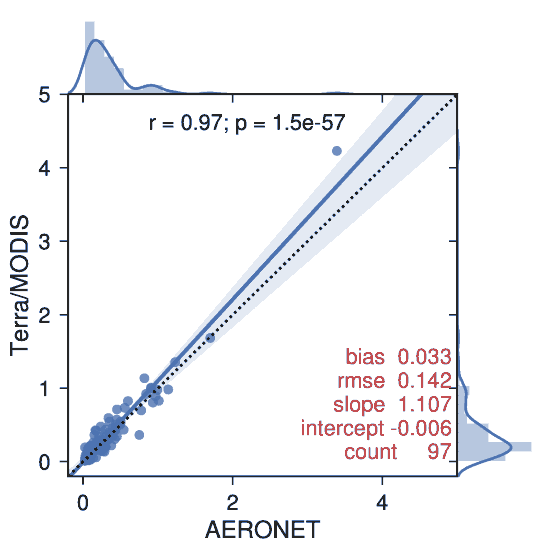 r = 0.97; p = 1.5e-57
5
4
3
2
1
0
Terra/MODIS
bias 0.033
rmse 0.142
slope 1.107
intercept -0.006
count 97
0 2 4
AERONET